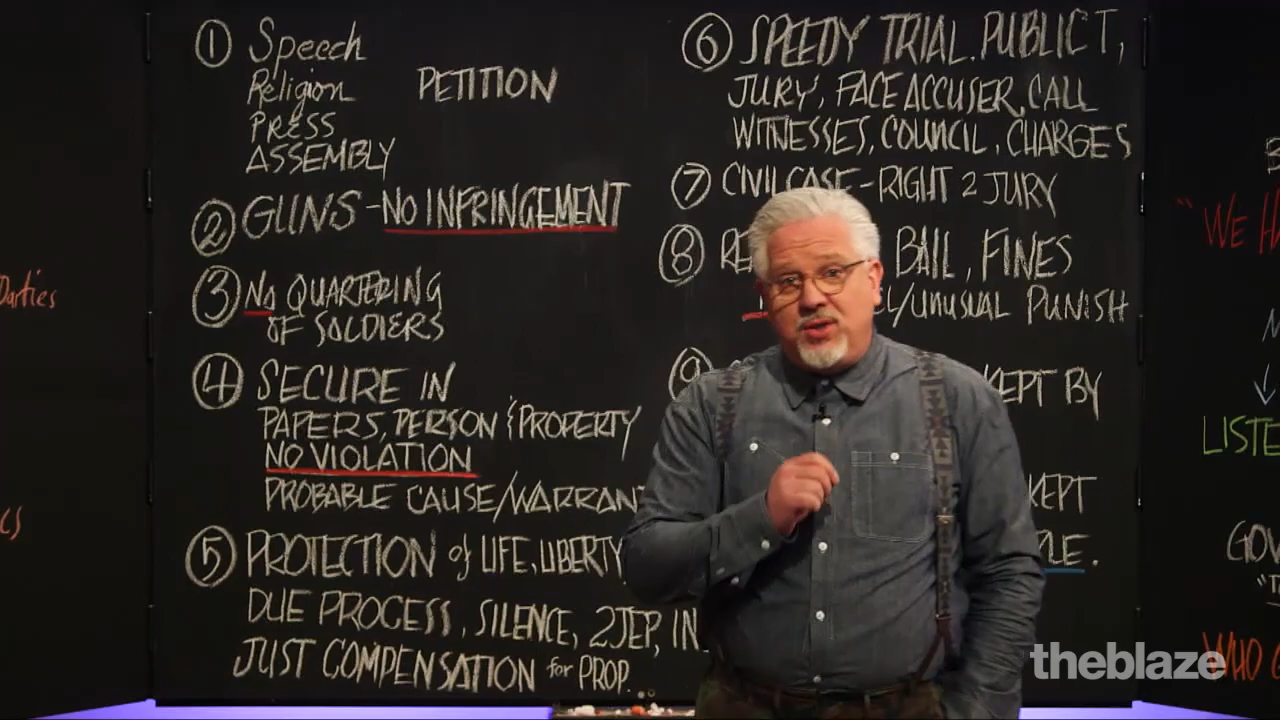 ① Speech
Religion
PRESS
ASSEMBLY
PETITION
② GUNS - NO INFRINGEMENT
③ No QUARTERING
OF SOLDIERS
④ SECURE IN
PAPERS, PERSON & PROPERTY
NO VIOLATION
PROBABLE CAUSE/WARRANT
⑤ PROTECTION of LIFE, LIBERTY
DUE PROCESS, SILENCE, 2JEP, IN
JUST COMPENSATION for PROP.
⑥ SPEEDY TRIAL. PUBLIC T,
JURY, FACE ACCUSER, CALL
WITNESSES, COUNCIL, CHARGES
⑦ CIVIL CASE - RIGHT 2 JURY
⑧ BAIL, FINES
/UNUSUAL PUNISH
⑨ KEPT BY
KEPT
Parties
"WE
LISTE
GOV
WHO
theblaze